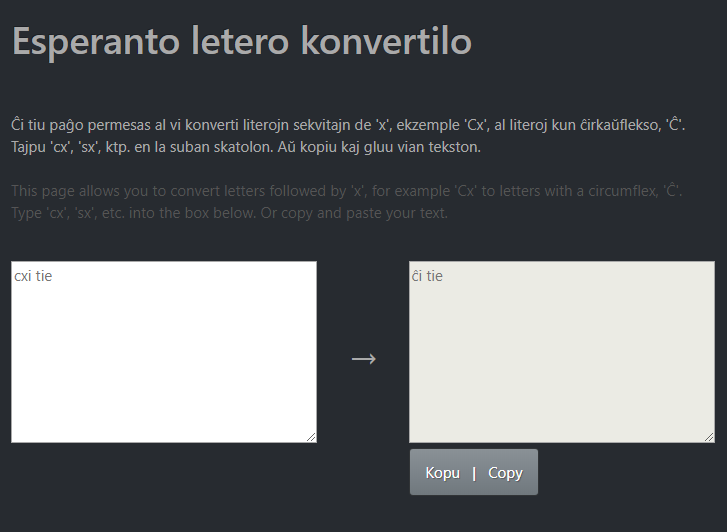 Esperanto letero konvertilo
Ĉi tiu paĝo permesas al vi konverti literojn sekvitajn de 'x', ekzemple 'Cx', al literoj kun ĉirkaŭflekso, 'Ĉ'.
Tajpu 'cx', 'sx', ktp. en la suban skatolon. Aŭ kopiu kaj gluu vian tekston.
This page allows you to convert letters followed by 'x', for example 'Cx' to letters with a circumflex, 'Ĉ'.
Type 'cx', 'sx', etc. into the box below. Or copy and paste your text.
cxi tie
ĉi tie
→
Kopu | Copy